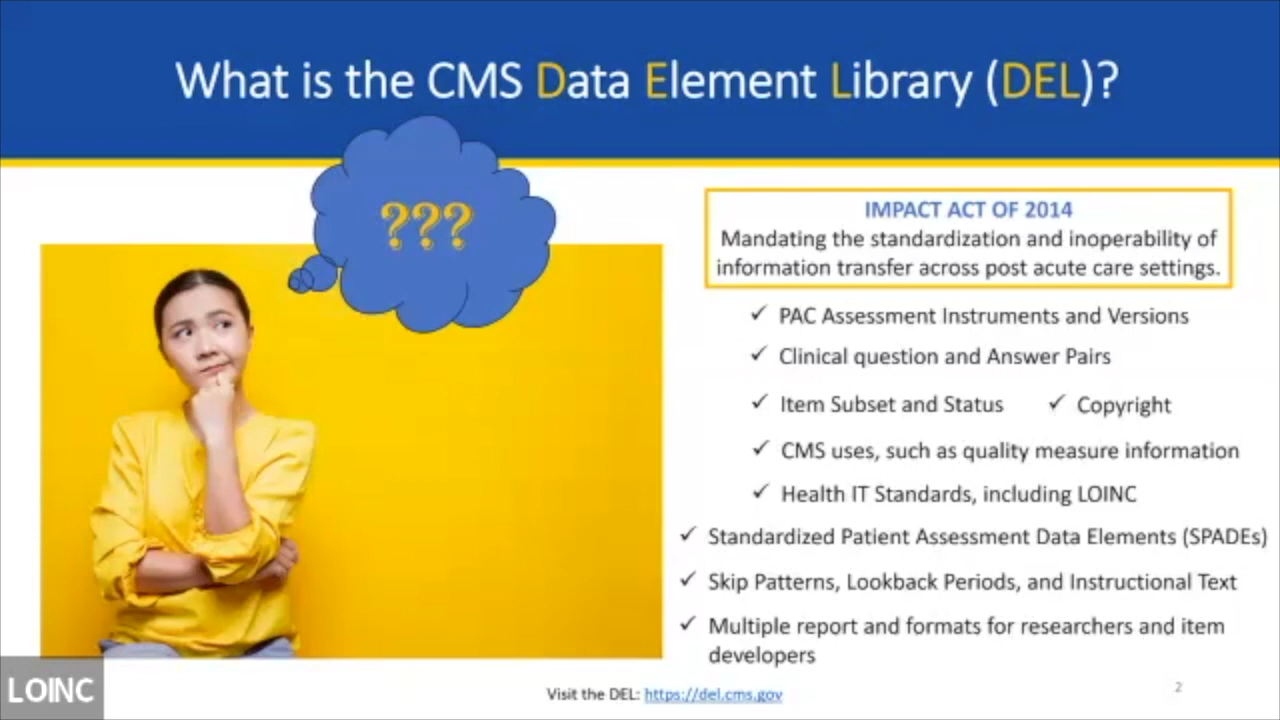 What is the CMS Data Element Library (DEL)?
???
IMPACT ACT OF 2014
Mandating the standardization and inoperability of
information transfer across post acute care settings.
✓ PAC Assessment Instruments and Versions
✓ Clinical question and Answer Pairs
✓ Item Subset and Status ✓ Copyright
✓ CMS uses, such as quality measure information
✓ Health IT Standards, including LOINC
✓ Standardized Patient Assessment Data Elements (SPADEs)
✓ Skip Patterns, Lookback Periods, and Instructional Text
✓ Multiple report and formats for researchers and item
developers
LOINC
Visit the DEL: https://del.cms.gov
2